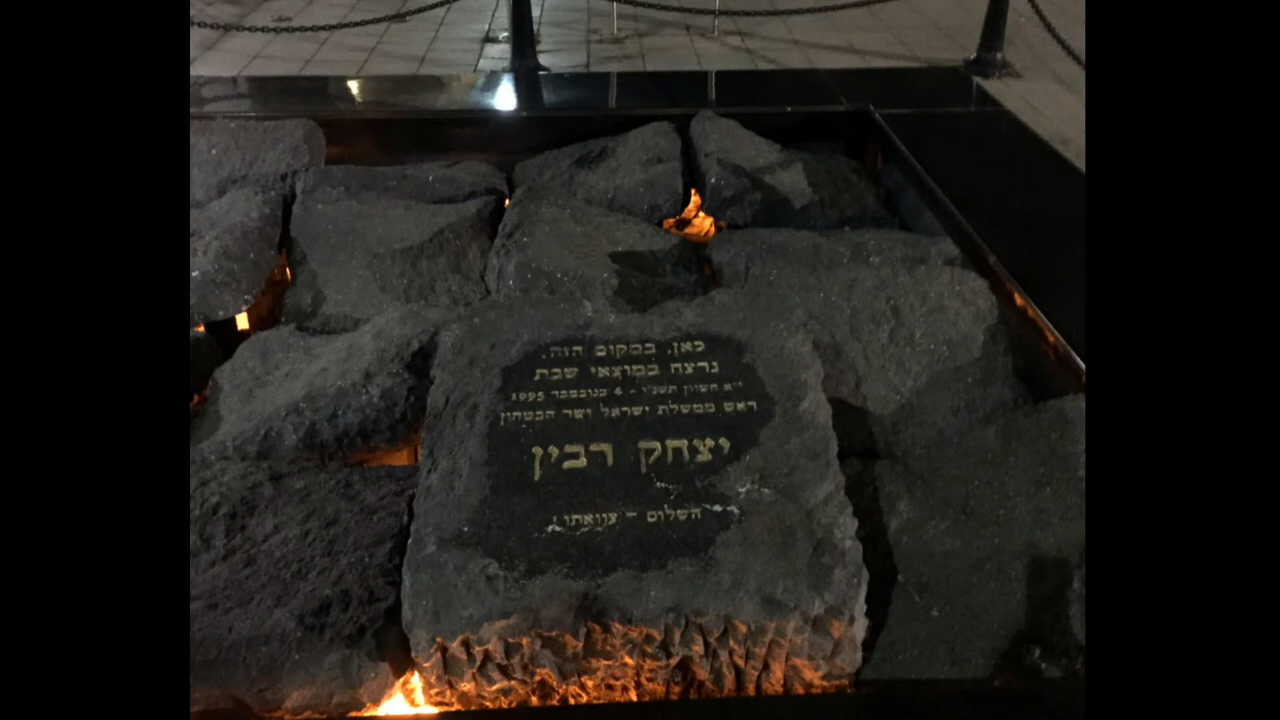 כאן, במקום הזה,
נרצח במוצאי שבת
י"א חשוון תשנ"ו - 4 בנובמבר 1995
ראש ממשלת ישראל ושר הבטחון
יצחק רבין
השלום - צוואתו